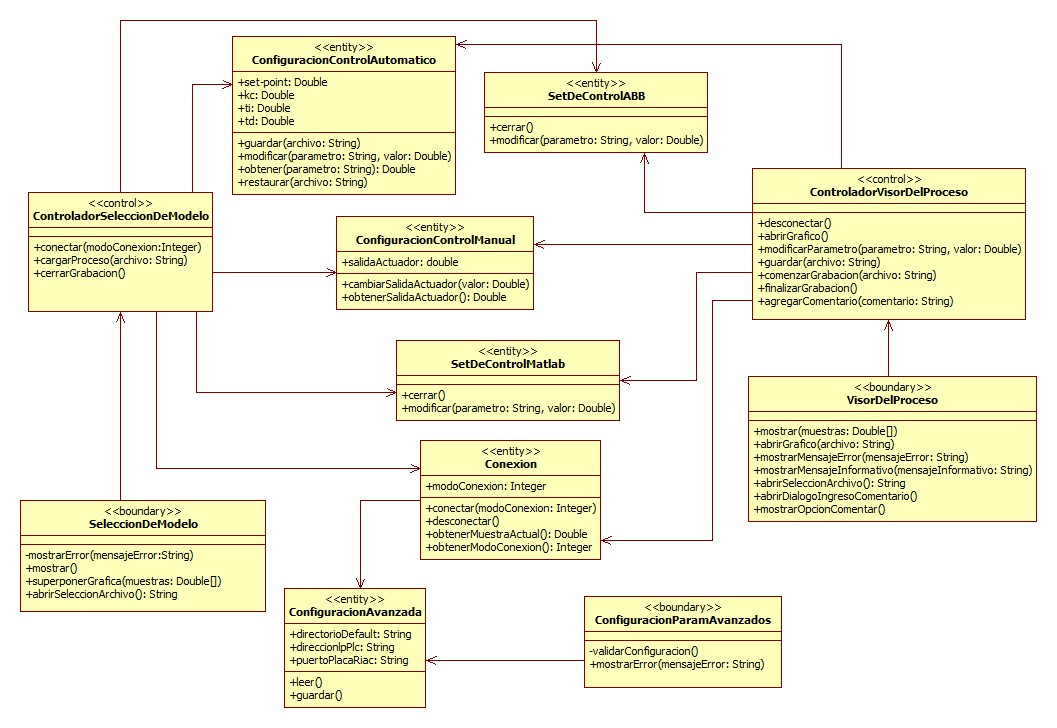 <<entity>>
ConfiguracionControlAutomatico
+set-point: Double
+kc: Double
+ti: Double
+td: Double
+guardar(archivo: String)
+modificar(parametro: String, valor: Double)
+obtener(parametro: String): Double
+restaurar(archivo: String)
<<entity>>
SetDeControlABB
+cerrar()
+modificar(parametro: String, valor: Double)
<<control>>
ControladorSeleccionDeModelo
+conectar(modoConexion:Integer)
+cargarProceso(archivo: String)
+cerrarGrabacion()
<<entity>>
ConfiguracionControlManual
+salidaActuador: double
+cambiarSalidaActuador(valor: Double)
+obtenerSalidaActuador(): Double
<<control>>
ControladorVisorDelProceso
+desconectar()
+abrirGrafico()
+modificarParametro(parametro: String, valor: Double)
+guardar(archivo: String)
+comenzarGrabacion(archivo: String)
+finalizarGrabacion()
+agregarComentario(comentario: String)
<<entity>>
SetDeControlMatlab
+cerrar()
+modificar(parametro: String, valor: Double)
<<boundary>>
VisorDelProceso
+mostrar(muestras: Double[])
+abrirGrafico(archivo: String)
+mostrarMensajeError(mensajeError: String)
+mostrarMensajeInformativo(mensajeInformativo: String)
+abrirSeleccionArchivo(): String
+abrirDialogoIngresoComentario()
+mostrarOpcionComentar()
<<entity>>
Conexion
+modoConexion: Integer
+conectar(modoConexion: Integer)
+desconectar()
+obtenerMuestraActual(): Double
+obtenerModoConexion(): Integer
<<boundary>>
SeleccionDeModelo
-mostrarError(mensajeError:String)
+mostrar()
+superponerGrafica(muestras: Double[])
+abrirSeleccionArchivo(): String
<<entity>>
ConfiguracionAvanzada
+directorioDefault: String
+direccionIpPlc: String
+puertoPlacaRiac: String
+leer()
+guardar()
<<boundary>>
ConfiguracionParamAvanzados
-validarConfiguracion()
+mostrarError(mensajeError: String)